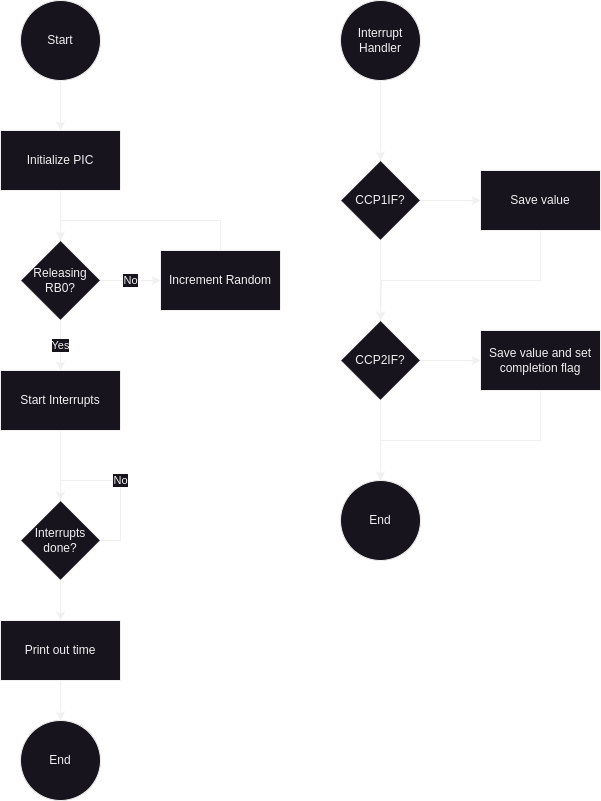 Start
Initialize PIC
Releasing
RB0?
No
Increment Random
Yes
Start Interrupts
No
Interrupts
done?
Print out time
End
Interrupt
Handler
CCP1IF?
Save value
CCP2IF?
Save value and set
completion flag
End